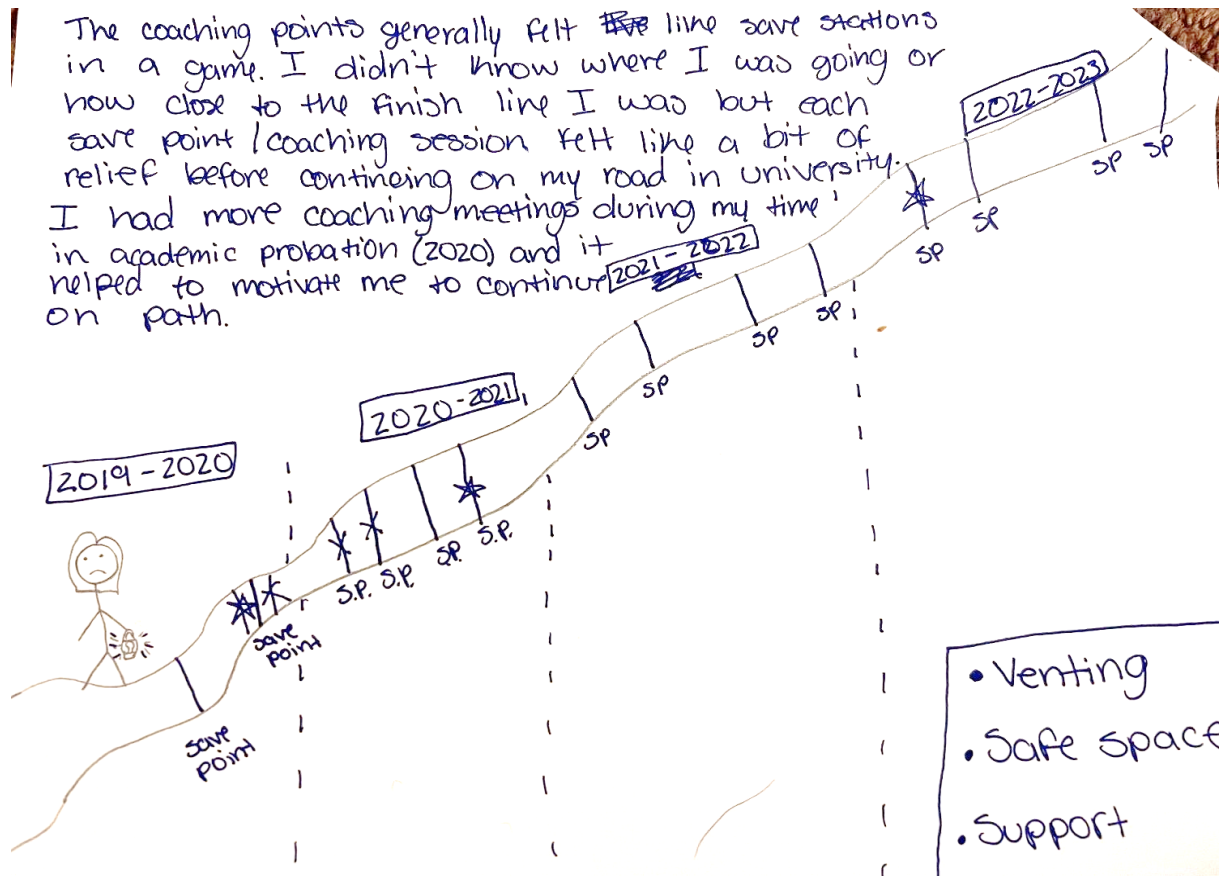 The coaching points generally felt like save stations
in a game. I didn't know where I was going or
how close to the finish line I was but each
save point / coaching session felt like a bit of
relief before contineing on my road in university.
I had more coaching meetings during my time
in academic probation (2020) and it
helped to motivate me to continue
on path.
2022-2023
SP
SP
SP
SP
2021-2022
SP
SP
SP
SP
2020-2021
S.P.
SP.
S.P.
S.P.
2019-2020
save
point
save
point
• Venting
• Safe space
• Support